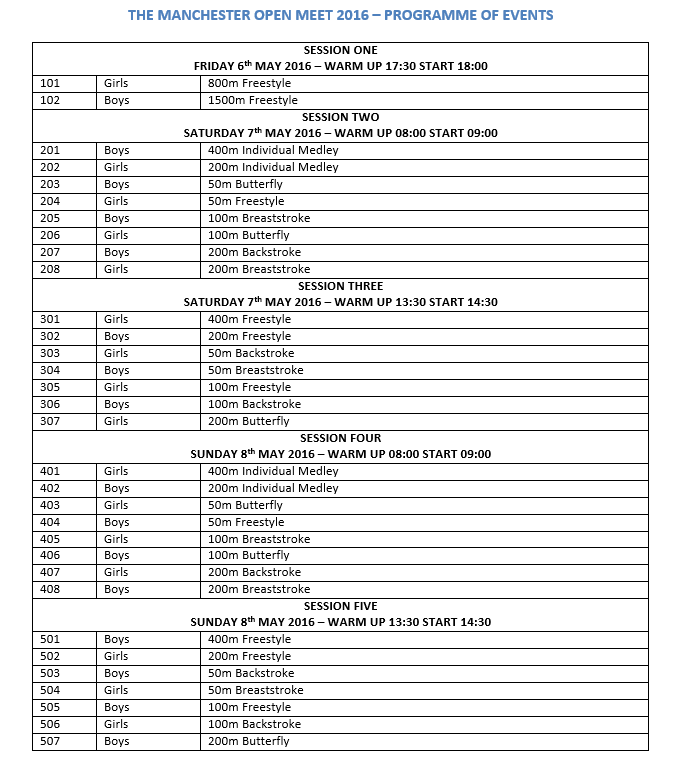 THE MANCHESTER OPEN MEET 2016 – PROGRAMME OF EVENTS
SESSION ONE
FRIDAY 6th MAY 2016 – WARM UP 17:30 START 18:00
101 Girls 800m Freestyle
102 Boys 1500m Freestyle
SESSION TWO
SATURDAY 7th MAY 2016 – WARM UP 08:00 START 09:00
201 Boys 400m Individual Medley
202 Girls 200m Individual Medley
203 Boys 50m Butterfly
204 Girls 50m Freestyle
205 Boys 100m Breaststroke
206 Girls 100m Butterfly
207 Boys 200m Backstroke
208 Girls 200m Breaststroke
SESSION THREE
SATURDAY 7th MAY 2016 – WARM UP 13:30 START 14:30
301 Girls 400m Freestyle
302 Boys 200m Freestyle
303 Girls 50m Backstroke
304 Boys 50m Breaststroke
305 Girls 100m Freestyle
306 Boys 100m Backstroke
307 Girls 200m Butterfly
SESSION FOUR
SUNDAY 8th MAY 2016 – WARM UP 08:00 START 09:00
401 Girls 400m Individual Medley
402 Boys 200m Individual Medley
403 Girls 50m Butterfly
404 Boys 50m Freestyle
405 Girls 100m Breaststroke
406 Boys 100m Butterfly
407 Girls 200m Backstroke
408 Boys 200m Breaststroke
SESSION FIVE
SUNDAY 8th MAY 2016 – WARM UP 13:30 START 14:30
501 Boys 400m Freestyle
502 Girls 200m Freestyle
503 Boys 50m Backstroke
504 Girls 50m Breaststroke
505 Boys 100m Freestyle
506 Girls 100m Backstroke
507 Boys 200m Butterfly